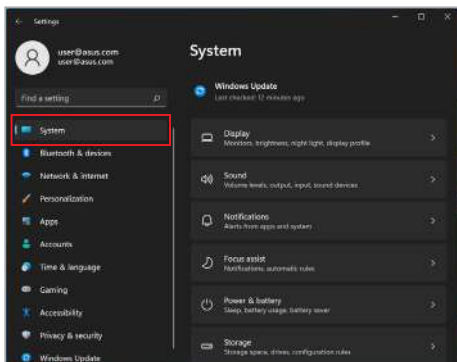 Settings
user@asus.com
user@asus.com
Find a setting
System
Bluetooth & devices
Network & internet
Personalization
Apps
Accounts
Time & language
Gaming
Accessibility
Privacy & security
Windows Update
System
Windows Update
Last checked: 12 minutes ago
Display
Monitors, brightness, night light, display profile
Sound
Volume levels, output, input, sound devices
Notifications
Alerts from apps and system
Focus assist
Notifications, automatic rules
Power & battery
Sleep, battery usage, battery saver
Storage
Storage space, drives, configuration rules